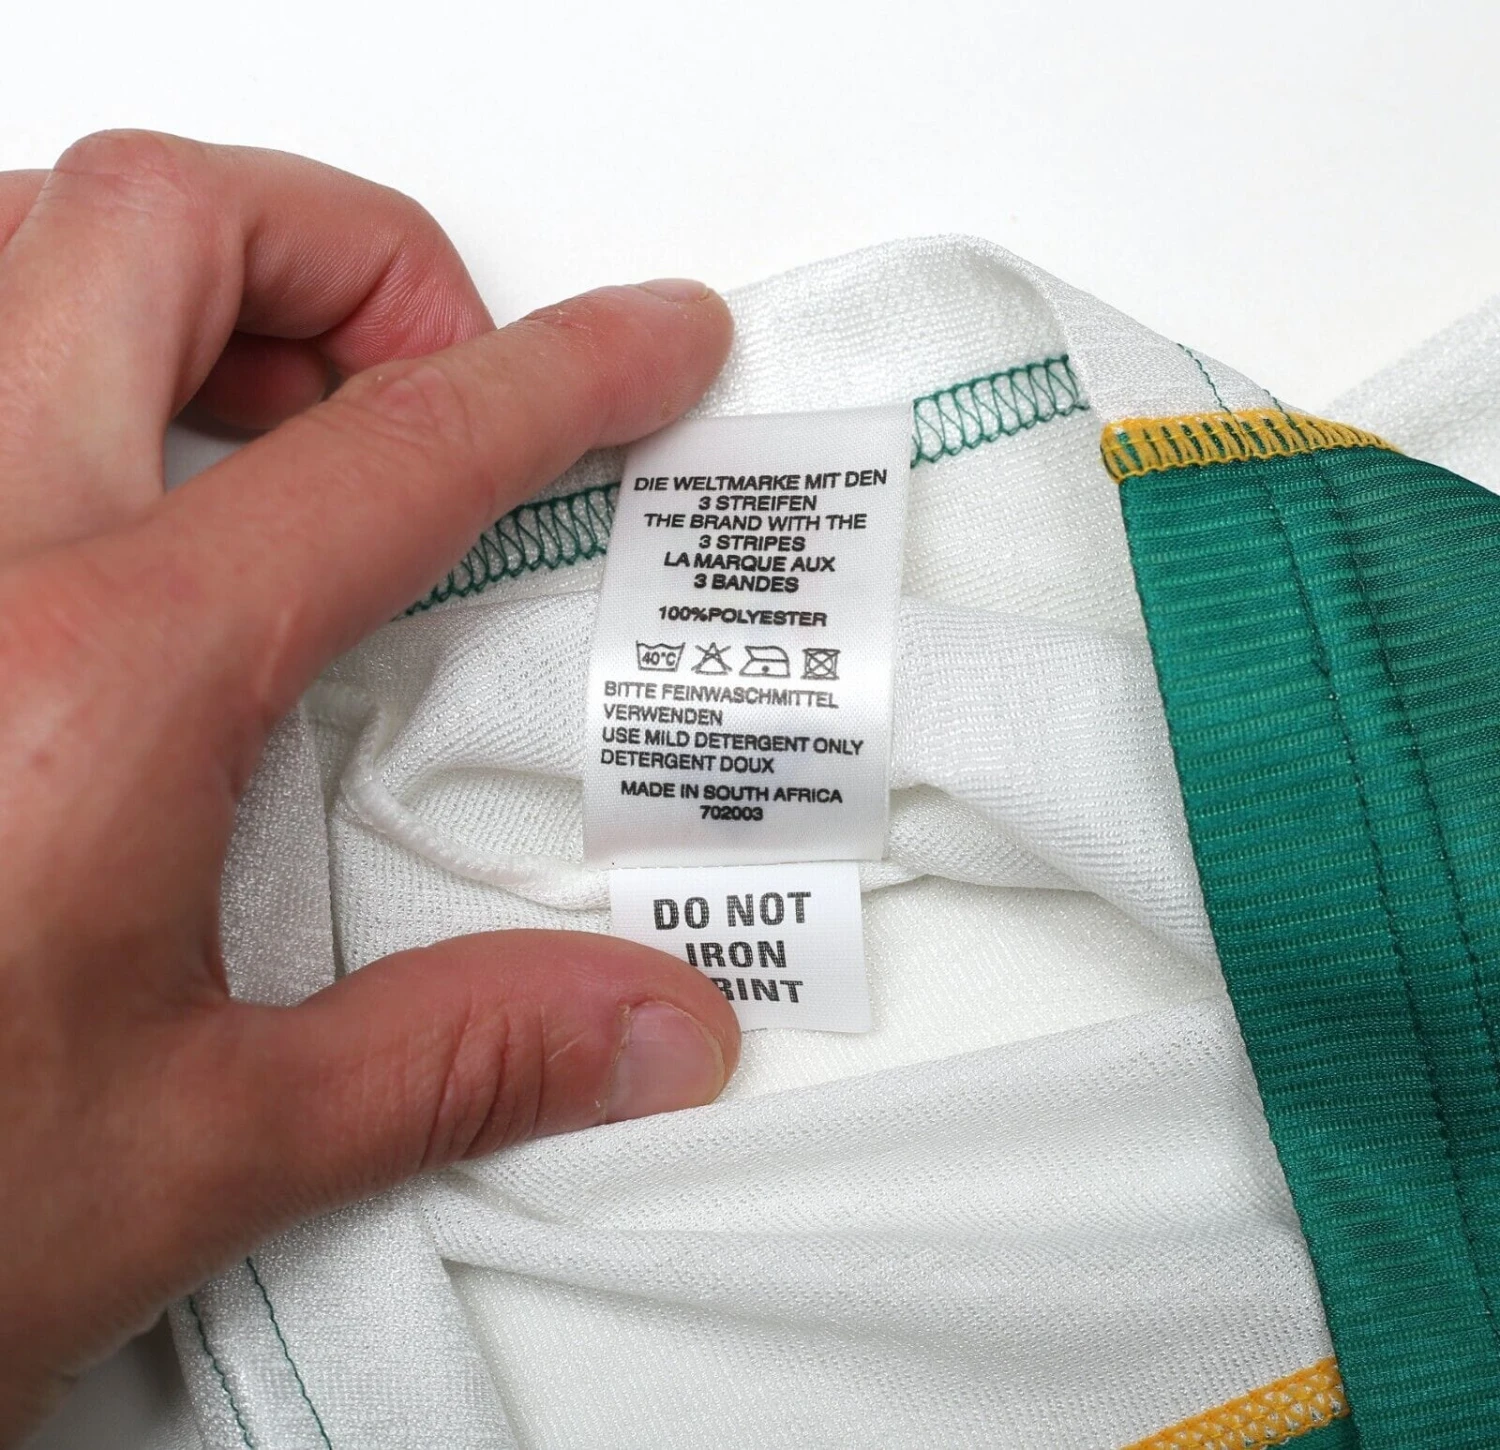 DIE WELTMARKE MIT DEN
3 STREIFEN
THE BRAND WITH THE
3 STRIPES
LA MARQUE AUX
3 BANDES
100%POLYESTER
40°C
BITTE FEINWASCHMITTEL
VERWENDEN
USE MILD DETERGENT ONLY
DETERGENT DOUX
MADE IN SOUTH AFRICA
702003
DO NOT
IRON
RINT